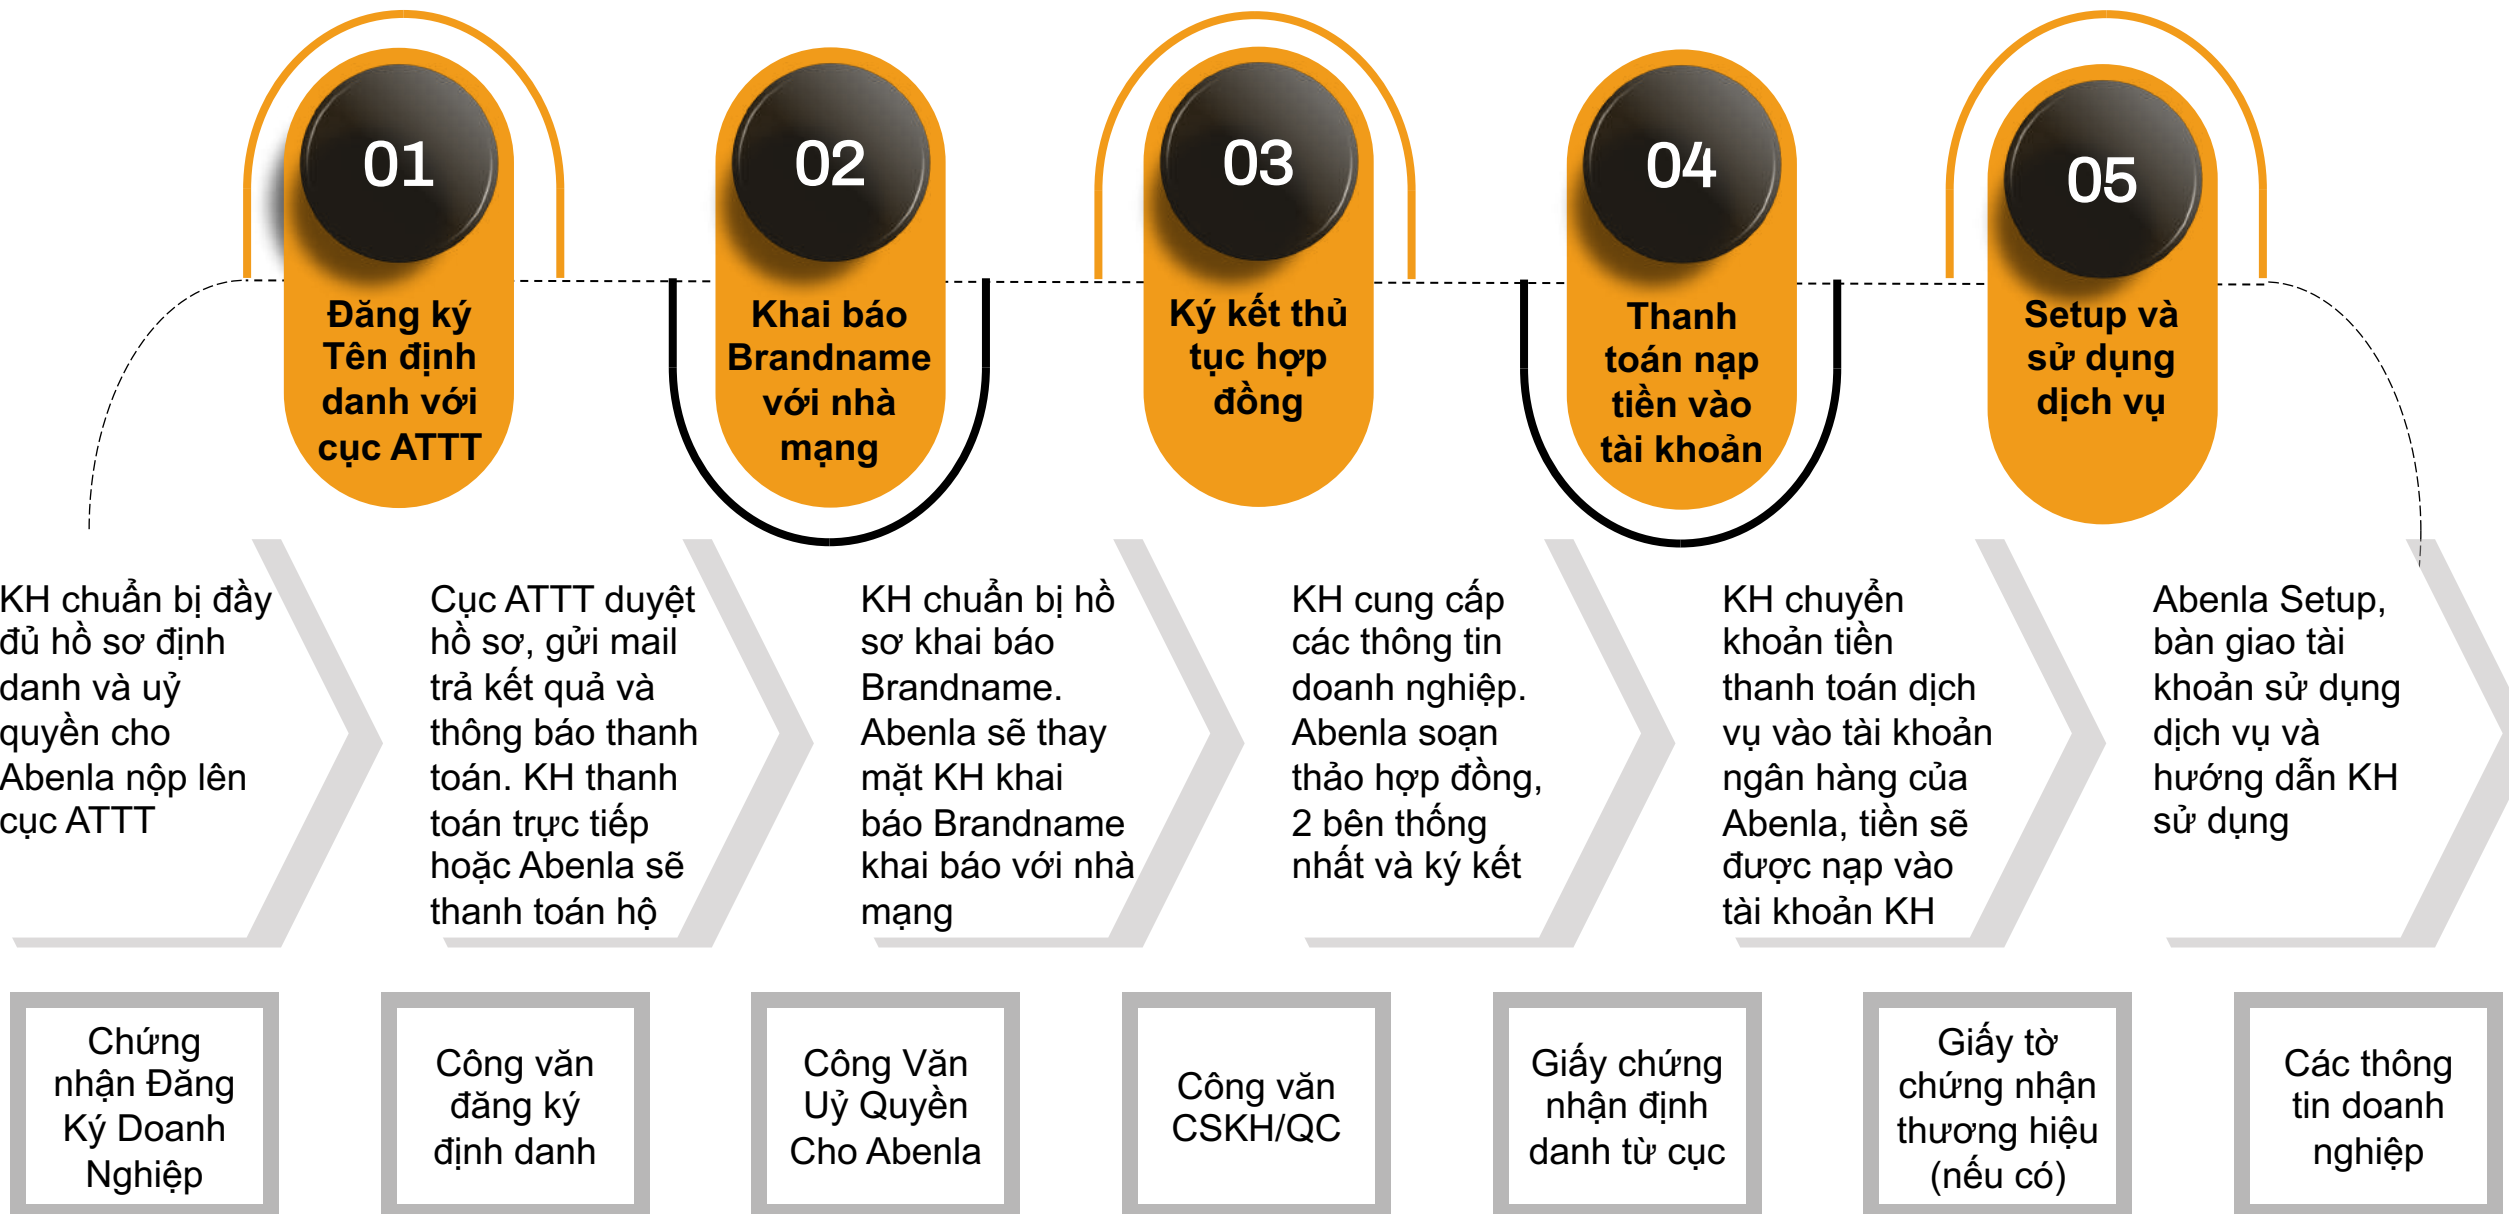 01
Đăng ký
Tên định
danh với
cục ATTT
02
Khai báo
Brandname
với nhà
mạng
03
Ký kết thủ
tục hợp
đồng
04
Thanh
toán nạp
tiền vào
tài khoản
05
Setup và
sử dụng
dịch vụ
KH chuẩn bị đầy
đủ hồ sơ định
danh và uỷ
quyền cho
Abenla nộp lên
cục ATTT
Cục ATTT duyệt
hồ sơ, gửi mail
trả kết quả và
thông báo thanh
toán. KH thanh
toán trực tiếp
hoặc Abenla sẽ
thanh toán hộ
KH chuẩn bị hồ
sơ khai báo
Brandname.
Abenla sẽ thay
mặt KH khai
báo Brandname
khai báo với nhà
mạng
KH cung cấp
các thông tin
doanh nghiệp.
Abenla soạn
thảo hợp đồng,
2 bên thống
nhất và ký kết
KH chuyển
khoản tiền
thanh toán dịch
vụ vào tài khoản
ngân hàng của
Abenla, tiền sẽ
được nạp vào
tài khoản KH
Abenla Setup,
bàn giao tài
khoản sử dụng
dịch vụ và
hướng dẫn KH
sử dụng
Chứng
nhận Đăng
Ký Doanh
Nghiệp
Công văn
đăng ký
định danh
Công Văn
Uỷ Quyền
Cho Abenla
Công văn
CSKH/QC
Giấy chứng
nhận định
danh từ cục
Giấy tờ
chứng nhận
thương hiệu
(nếu có)
Các thông
tin doanh
nghiệp